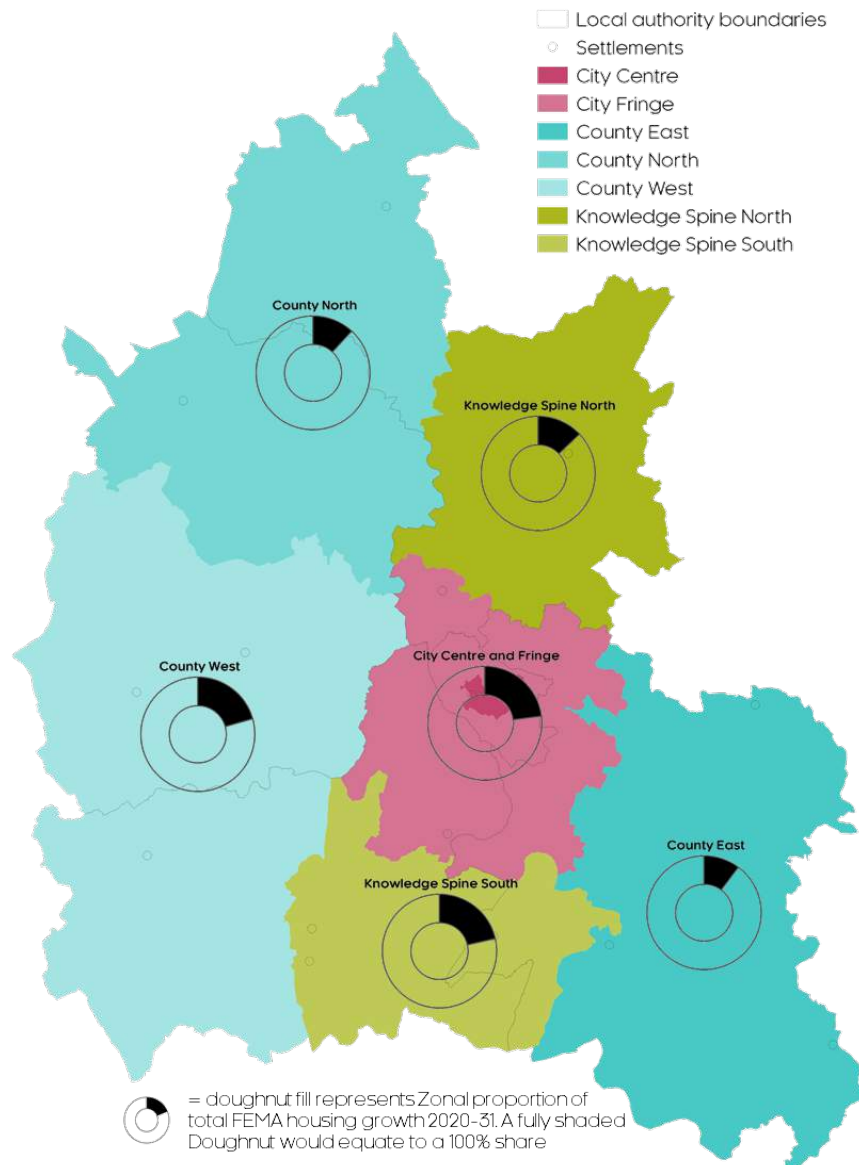 Local authority boundaries
Settlements
City Centre
City Fringe
County East
County North
County West
Knowledge Spine North
Knowledge Spine South
County North
Knowledge Spine North
County West
City Centre and Fringe
County East
Knowledge Spine South
= doughnut fill represents Zonal proportion of
total FEMA housing growth 2020-31. A fully shaded
Doughnut would equate to a 100% share